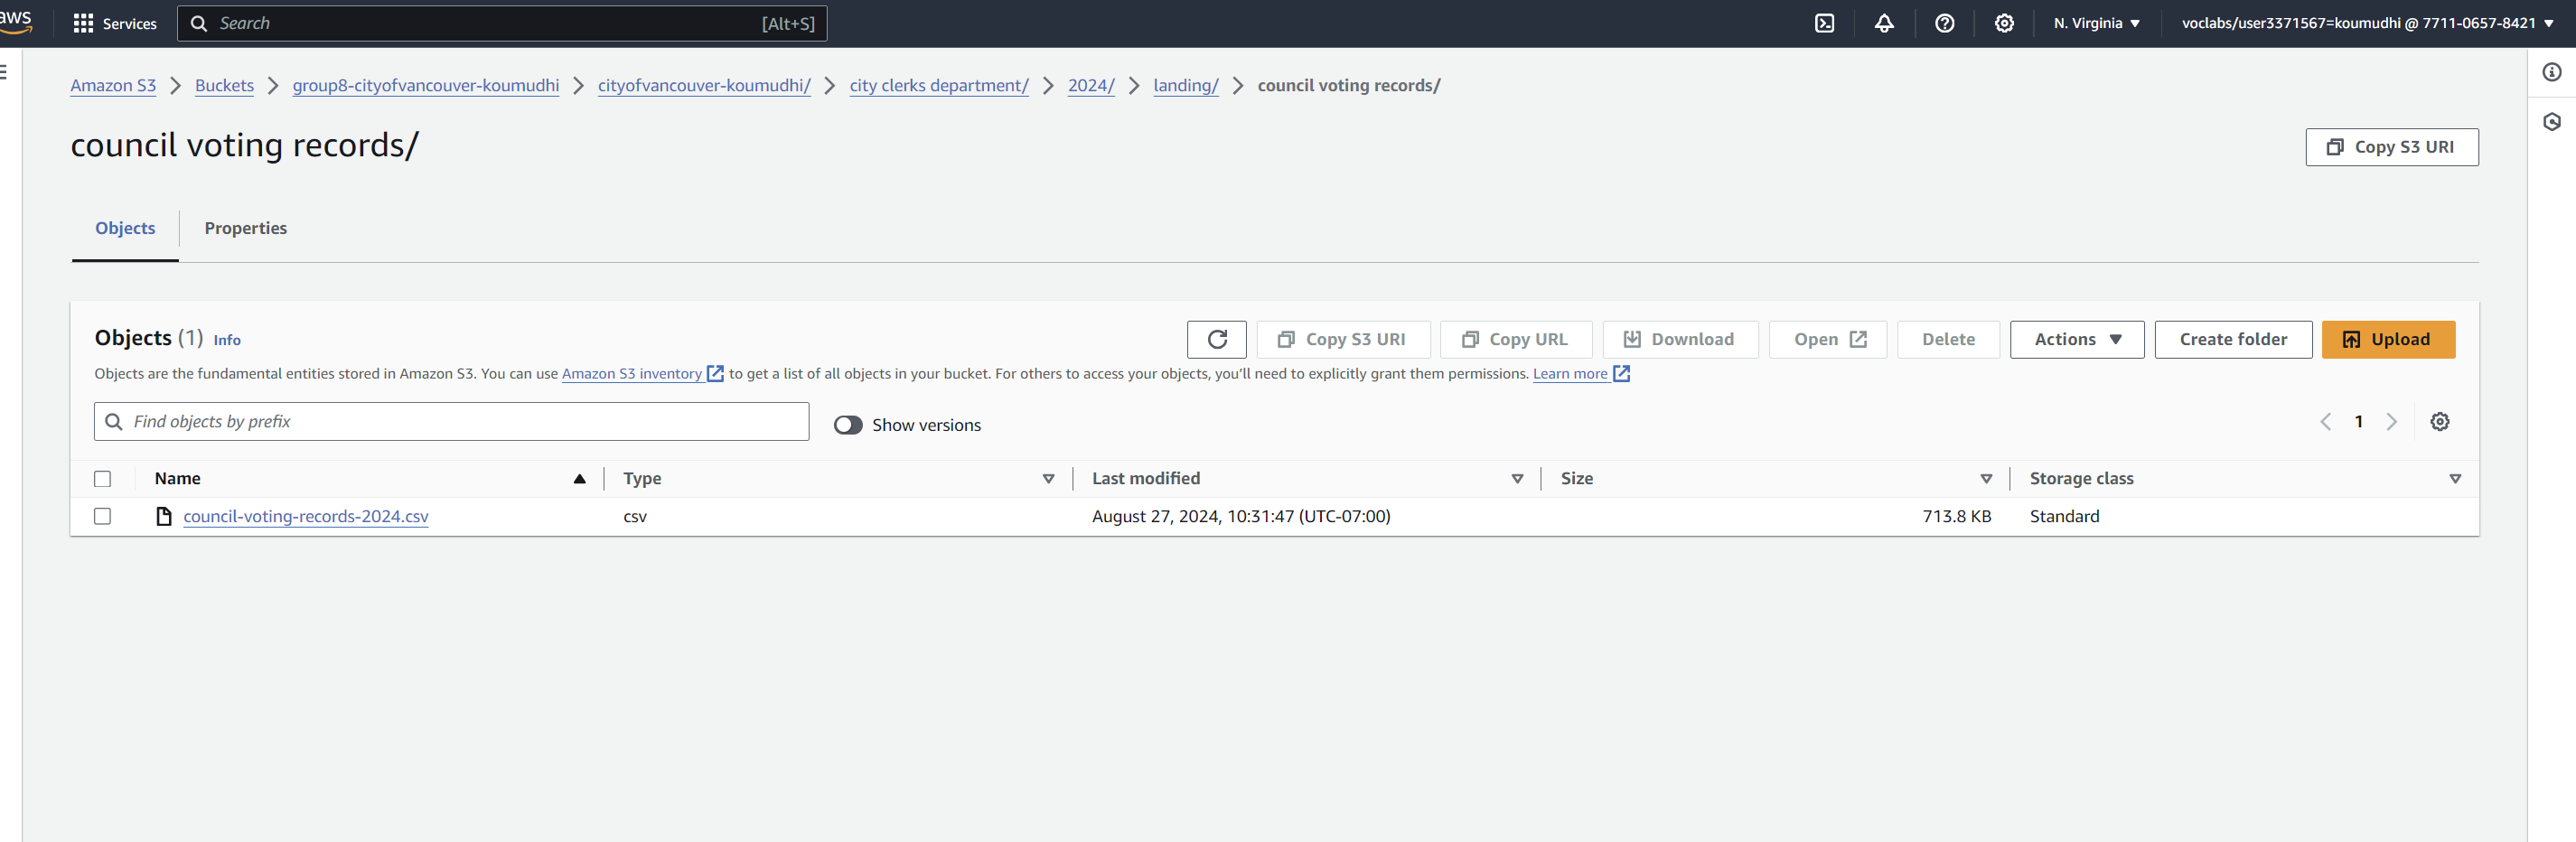 aws Services Search [Alt+S] N. Virginia voclabs/user3371567=koumudhi @ 7711-0657-8421
Amazon S3 Buckets group8-cityofvancouver-koumudhi cityofvancouver-koumudhi/ city clerks department/ 2024/ landing/ council voting records/
council voting records/
Copy S3 URI
Objects Properties
Objects (1) Info Copy S3 URI Copy URL Download Open Delete Actions Create folder Upload
Objects are the fundamental entities stored in Amazon S3. You can use Amazon S3 inventory to get a list of all objects in your bucket. For others to access your objects, you'll need to explicitly grant them permissions. Learn more
Find objects by prefix Show versions 1
Name Type Last modified Size Storage class
council-voting-records-2024.csv csv August 27, 2024, 10:31:47 (UTC-07:00) 713.8 KB Standard